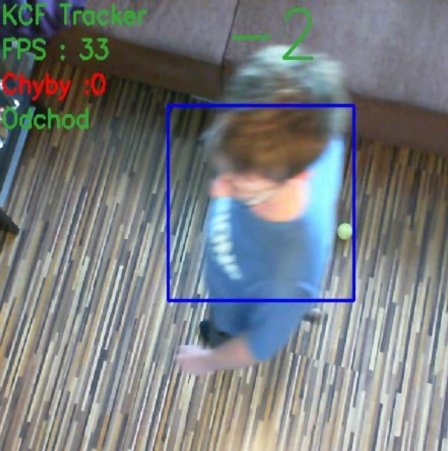 KCF Tracker
-2
FPS : 33
Chyby :0
Odchod